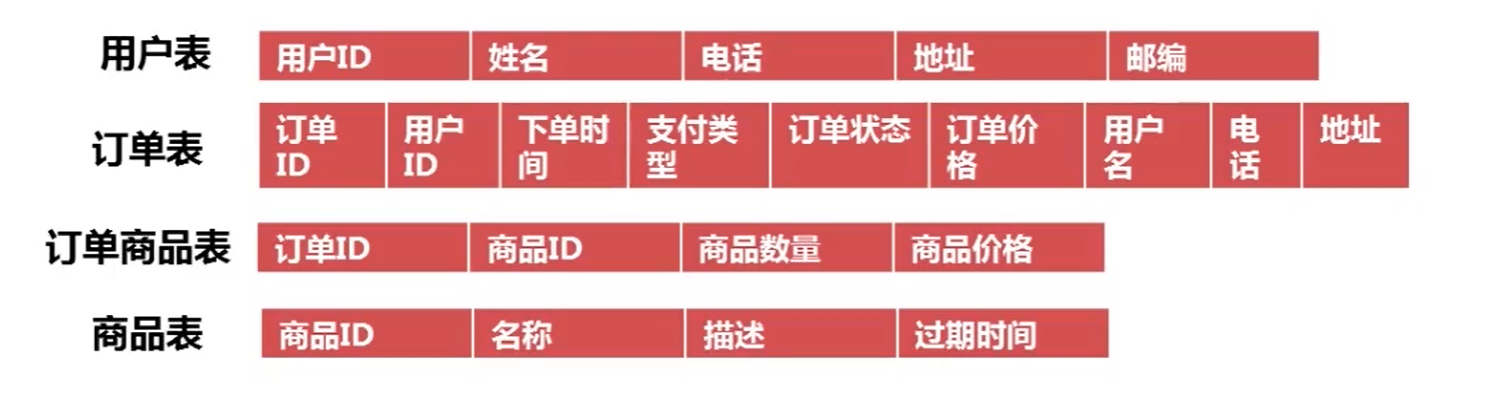 用户表 用户ID 姓名 电话 地址 邮编
订单表 订单ID 用户ID 下单时间 支付类型 订单状态 订单价格 用户名 电话 地址
订单商品表 订单ID 商品ID 商品数量 商品价格
商品表 商品ID 名称 描述 过期时间